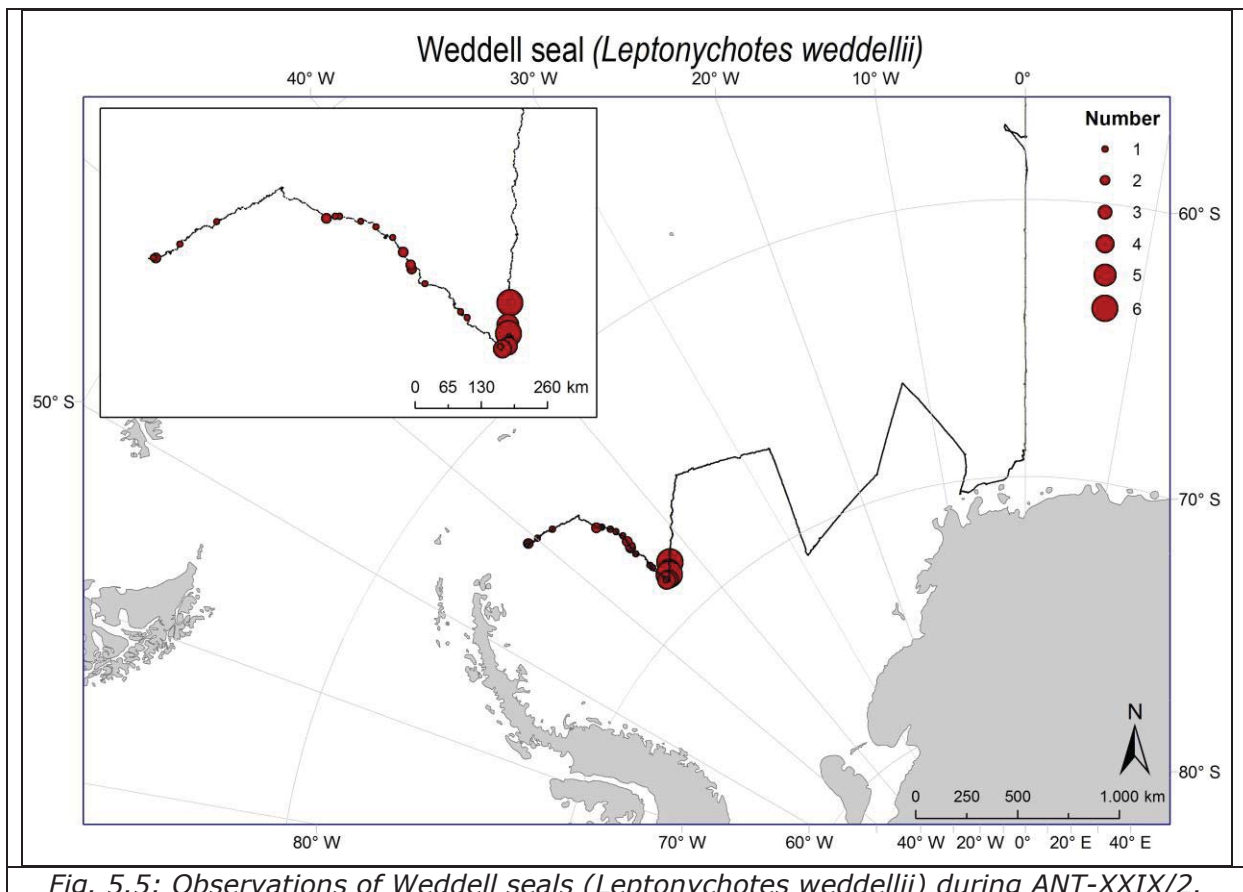 Weddell seal (Leptonychotes weddellii)
40° W 30° W 20° W 10° W 0°
Number
1
2
3
4
5
6
60° S
0 65 130 260 km
50° S
70° S
N
0 250 500 1.000 km
80° S
80° W 70° W 60° W 40° W 20° W 0° 20° E 40° E
Fig. 5.5: Observations of Weddell seals (Leptonychotes weddellii) during ANT-XXIX/2.